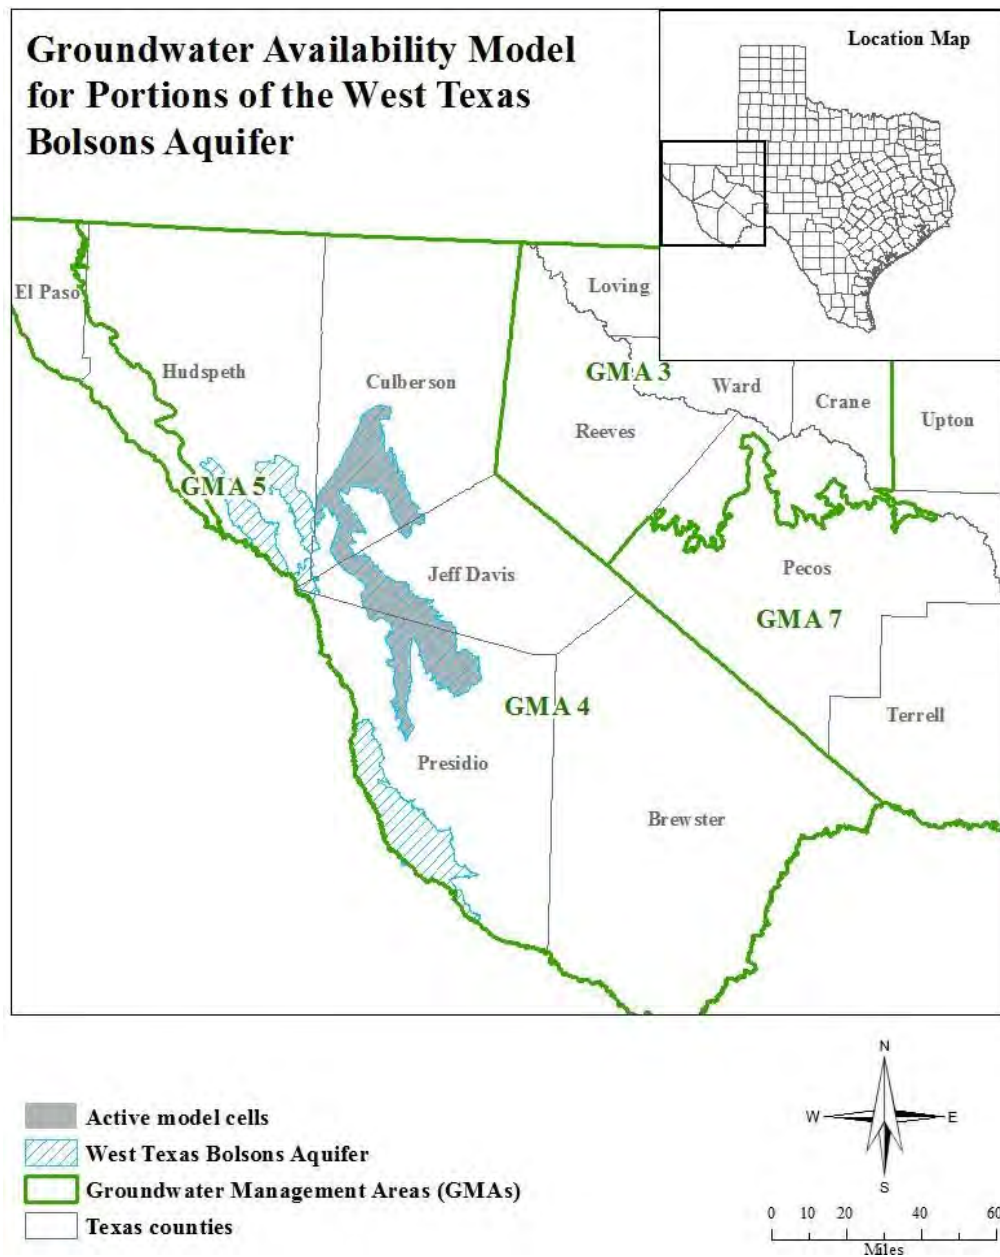 Groundwater Availability Model
for Portions of the West Texas
Bolsons Aquifer
Location Map
El Paso
Hudspeth
Culberson
Loving
GMA 3
Ward
Crane
Upton
Reeves
GMA 5
Jeff Davis
Pecos
GMA 7
GMA 4
Terrell
Presidio
Brewster
Active model cells
West Texas Bolsons Aquifer
Groundwater Management Areas (GMAs)
Texas counties
N
W
E
S
0 10 20 40 60
Miles